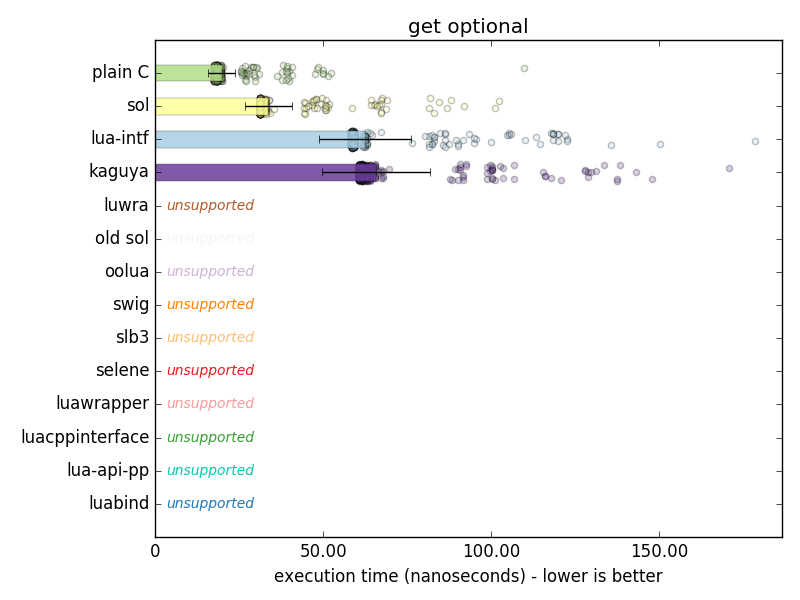 get optional
plain C
sol
lua-intf
kaguya
luwra unsupported
old sol unsupported
oolua unsupported
swig unsupported
slb3 unsupported
selene unsupported
luawrapper unsupported
luacppinterface unsupported
lua-api-pp unsupported
luabind unsupported
0 50.00 100.00 150.00
execution time (nanoseconds) - lower is better